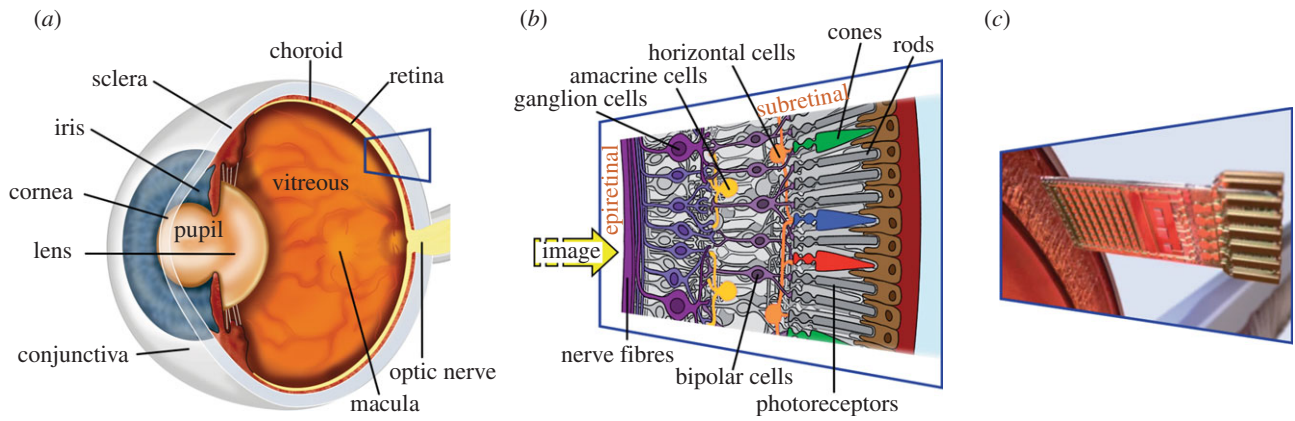 (a)
choroid
sclera
retina
iris
vitreous
cornea
pupil
lens
conjunctiva
optic nerve
macula
(b)
cones
horizontal cells
rods
amacrine cells
ganglion cells
subretinal
epiretinal
image
nerve fibres
bipolar cells
photoreceptors
(c)